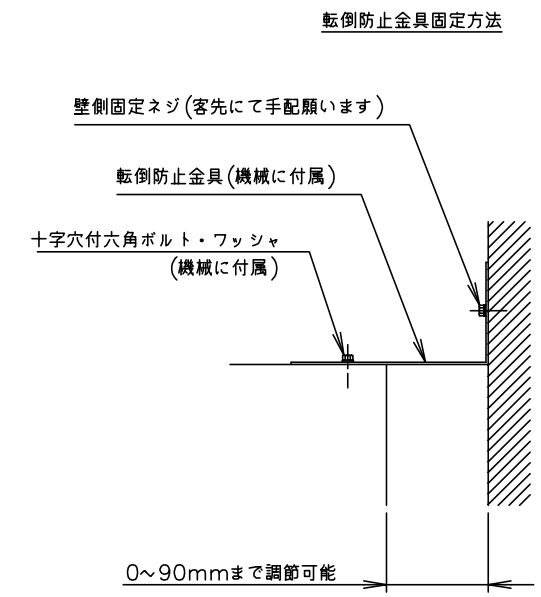 転倒防止金具固定方法
壁側固定ネジ(客先にて手配願います)
転倒防止金具(機械に付属)
十字穴付六角ボルト・ワッシャ
(機械に付属)
0~90mmまで調節可能